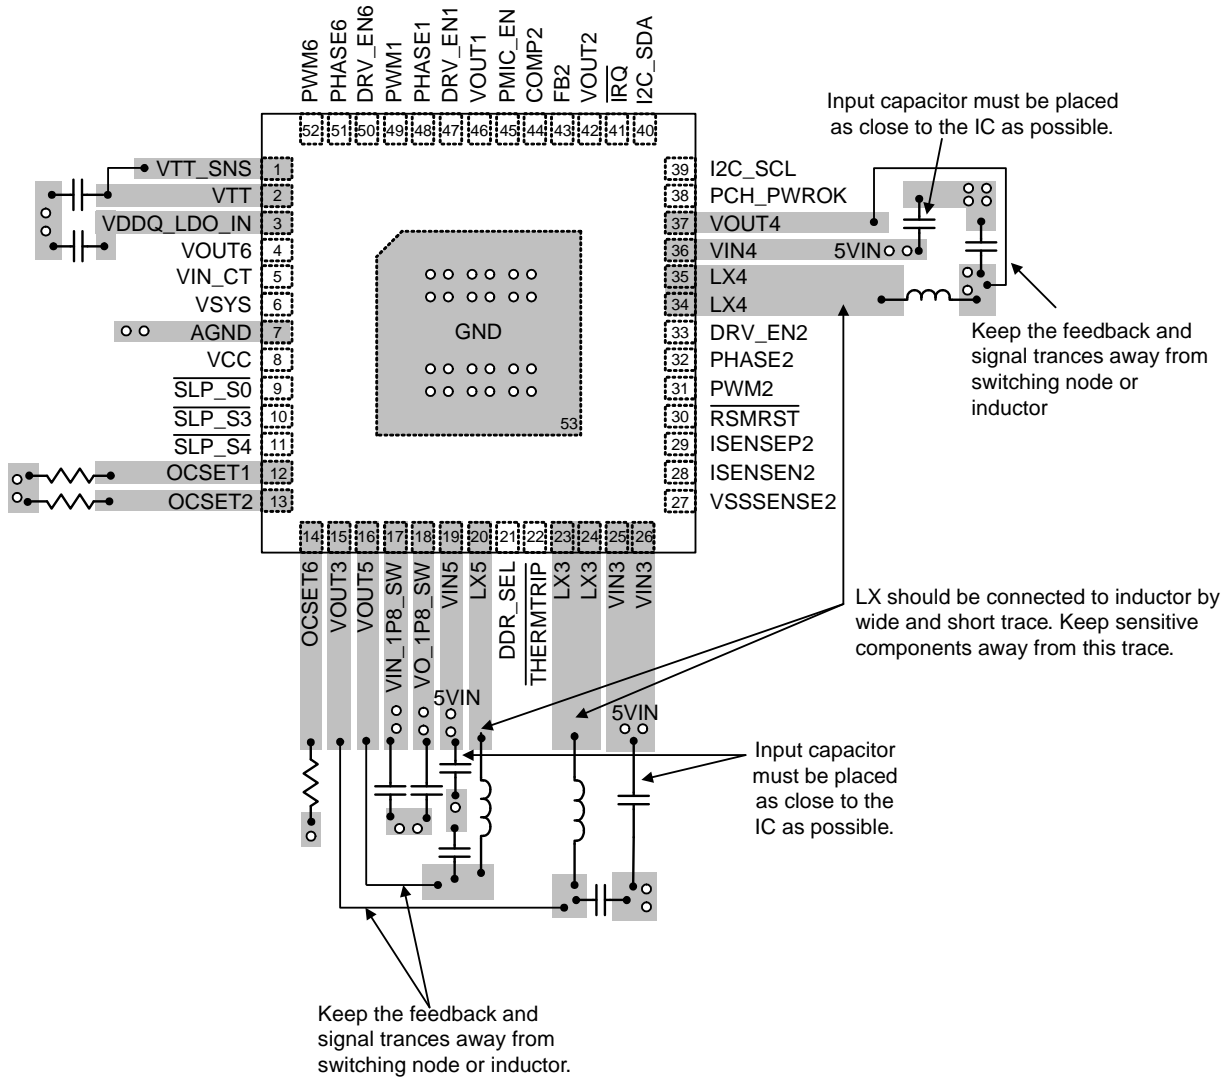 PWM6
PHASE6
DRV_EN6
PWM1
PHASE1
DRV_EN1
VOUT1
PMIC_EN
COMP2
FB2
VOUT2
IRQ
I2C_SDA
52 51 50 49 48 47 46 45 44 43 42 41 40
Input capacitor must be placed
as close to the IC as possible.
VTT_SNS 1
VTT 2
VDDQ_LDO_IN 3
VOUT6 4
VIN_CT 5
VSYS 6
AGND 7
VCC 8
SLP_S0 9
SLP_S3 10
SLP_S4 11
OCSET1 12
OCSET2 13
GND
53
39 I2C_SCL
38 PCH_PWROK
37 VOUT4
36 VIN4 5VIN
35 LX4
34 LX4
33 DRV_EN2
32 PHASE2
31 PWM2
30 RSMRST
29 ISENSEP2
28 ISENSEN2
27 VSSSENSE2
Keep the feedback and
signal trances away from
switching node or
inductor
14 15 16 17 18 19 20 21 22 23 24 25 26
OCSET6
VOUT3
VOUT5
VIN_1P8_SW
VO_1P8_SW
VIN5
LX5
DDR_SEL
THERMTRIP
LX3
LX3
VIN3
VIN3
5VIN
5VIN
LX should be connected to inductor by
wide and short trace. Keep sensitive
components away from this trace.
Input capacitor
must be placed
as close to the
IC as possible.
Keep the feedback and
signal trances away from
switching node or inductor.